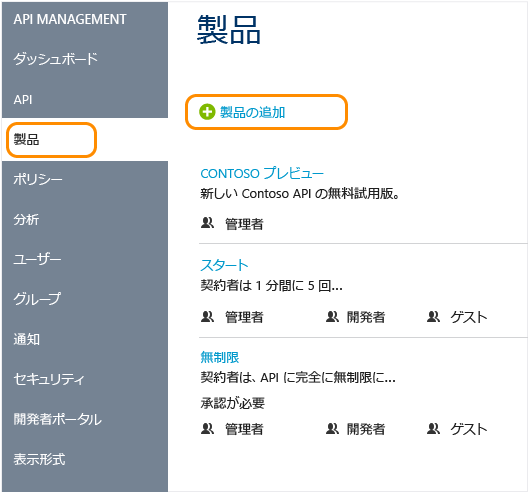 API MANAGEMENT
ダッシュボード
API
製品
ポリシー
分析
ユーザー
グループ
通知
セキュリティ
開発者ポータル
表示形式
製品
製品の追加
CONTOSO プレビュー
新しい Contoso API の無料試用版。
管理者
スタート
契約者は 1 分間に 5 回...
管理者 開発者 ゲスト
無制限
契約者は、API に完全に無制限に...
承認が必要
管理者 開発者 ゲスト